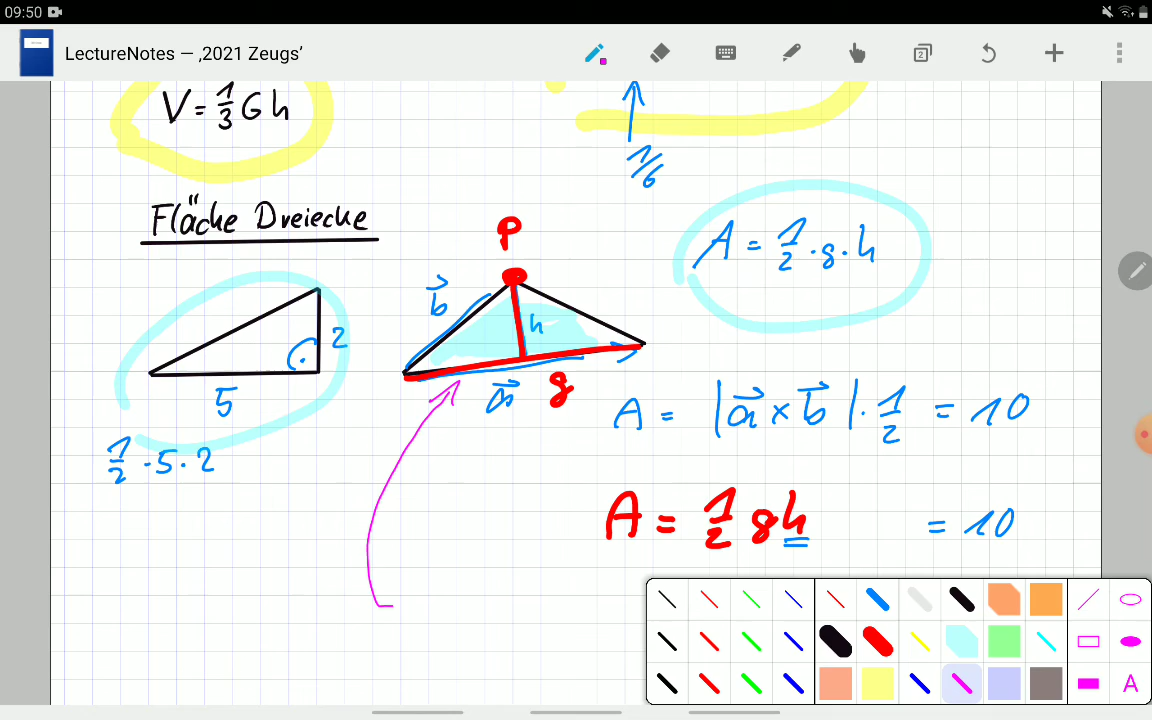 09:50
LectureNotes — ‚2021 Zeugs’
2
V = 1/3 G h
1/6
Fläche Dreiecke
P
A = 1/2 · g · h
b⃗
h
2
5
a⃗
g
A = |a⃗ × b⃗| · 1/2 = 10
1/2 · 5 · 2
A = 1/2 g h = 10
A